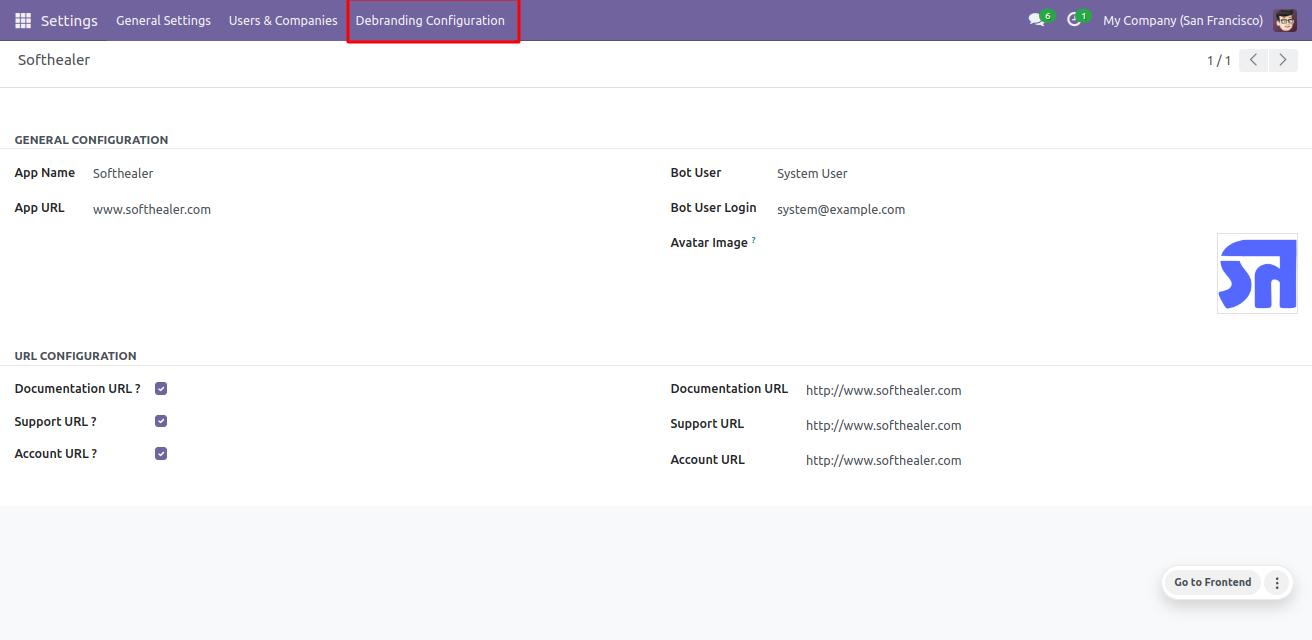 Settings General Settings Users & Companies Debranding Configuration 6 1 My Company (San Francisco)
Softhealer 1 / 1
GENERAL CONFIGURATION
App Name Softhealer Bot User System User
App URL www.softhealer.com Bot User Login system@example.com
Avatar Image ?
URL CONFIGURATION
Documentation URL ? Documentation URL http://www.softhealer.com
Support URL ? Support URL http://www.softhealer.com
Account URL ? Account URL http://www.softhealer.com
Go to Frontend